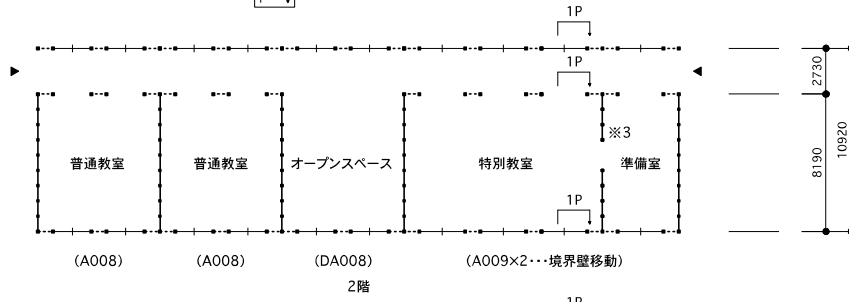 1P
1P
2730
※3
普通教室
普通教室
オープンスペース
特別教室
準備室
8190
10920
1P
(A008)
(A008)
(DA008)
(A009×2･･･境界壁移動)
2階
1P